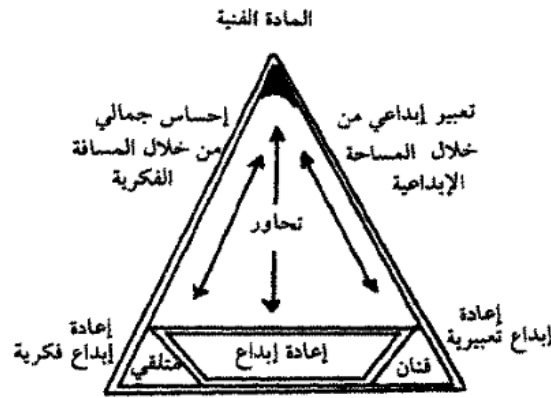 المادة الفنية
تعبير إبداعي من
خلال المساحة
الإبداعية
إحساس جمالي
من خلال المسافة
الفكرية
تحاور
إعادة
إبداع تعبيرية
إعادة
إبداع فكرية
فنان
إعادة إبداع
متلقي